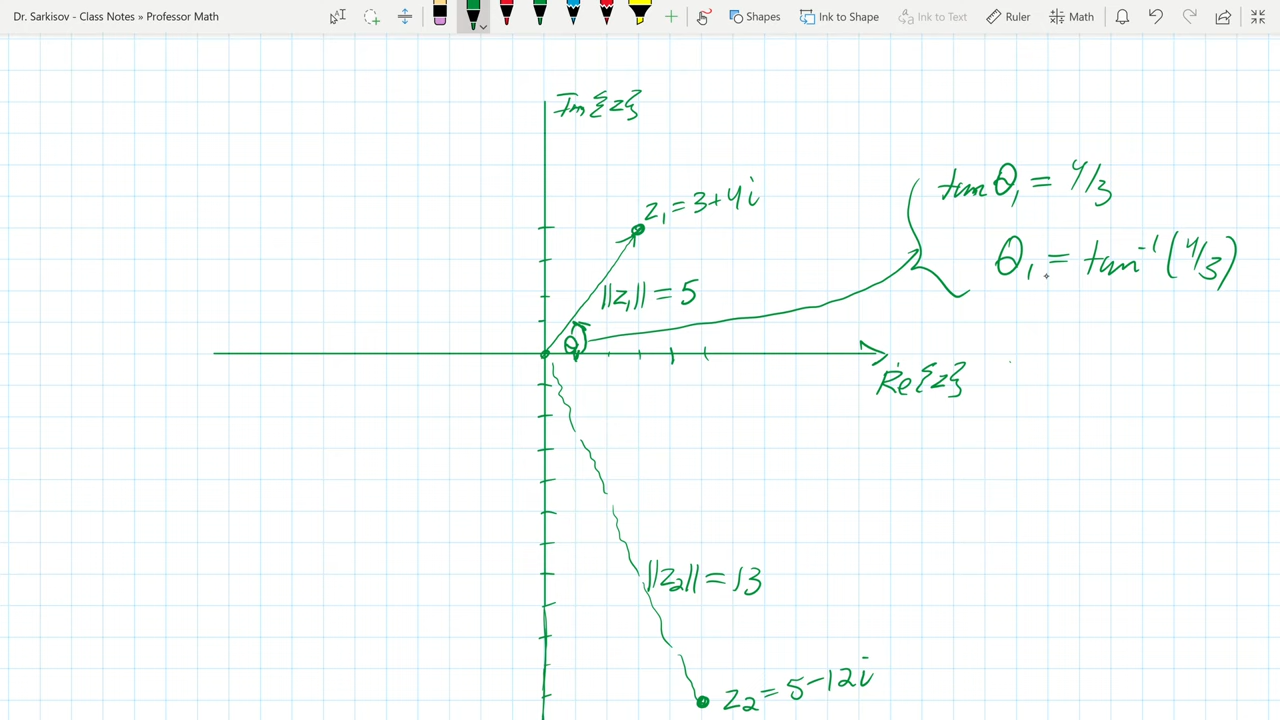 Dr. Sarkisov - Class Notes » Professor Math
Shapes
Ink to Shape
Ink to Text
Ruler
Math
Im{z}
z₁ = 3+4i
tanθ₁ = 4/3
θ₁ = tan⁻¹(4/3)
||z₁|| = 5
θ₁
Re{z}
||z₂|| = 13
z₂ = 5-12i